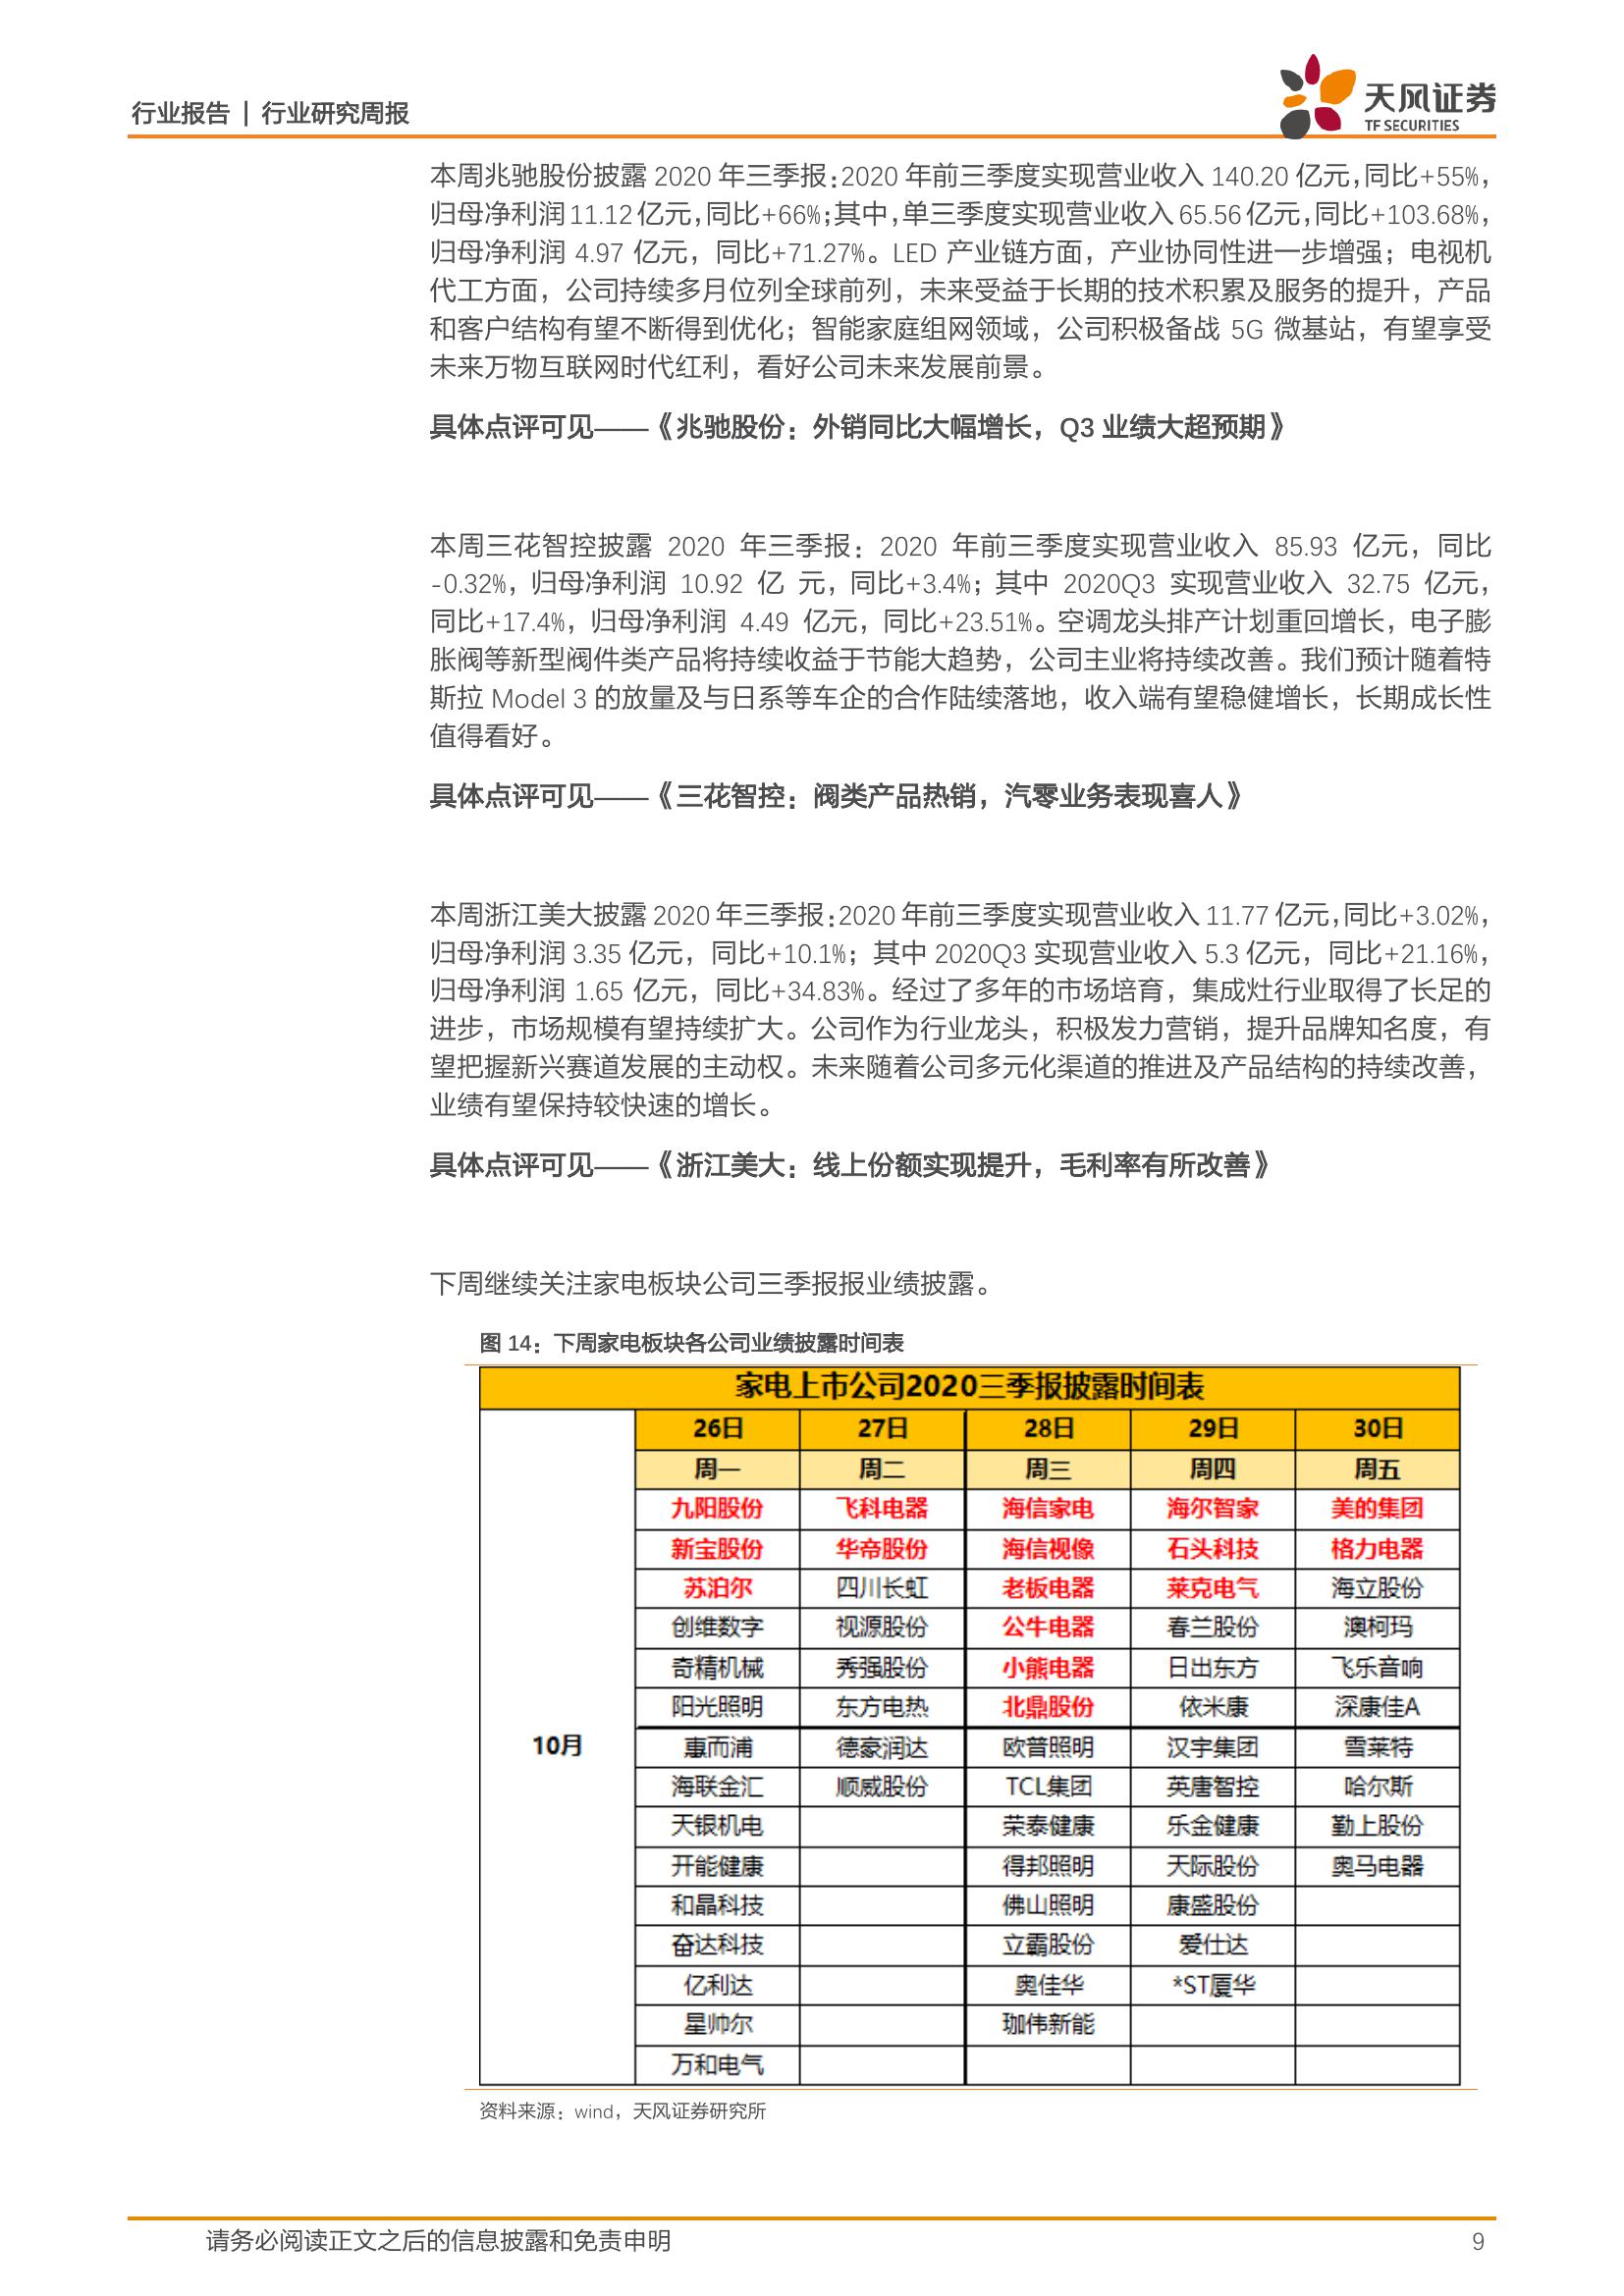 行业报告 | 行业研究周报
天风证券
TF SECURITIES
本周兆驰股份披露 2020 年三季报：2020 年前三季度实现营业收入 140.20 亿元，同比+55%，
归母净利润 11.12 亿元，同比+66%；其中，单三季度实现营业收入 65.56 亿元，同比+103.68%，
归母净利润 4.97 亿元，同比+71.27%。LED 产业链方面，产业协同性进一步增强；电视机
代工方面，公司持续多月位列全球前列，未来受益于长期的技术积累及服务的提升，产品
和客户结构有望不断得到优化；智能家庭组网领域，公司积极备战 5G 微基站，有望享受
未来万物互联网时代红利，看好公司未来发展前景。
具体点评可见——《兆驰股份：外销同比大幅增长，Q3 业绩大超预期》
本周三花智控披露 2020 年三季报：2020 年前三季度实现营业收入 85.93 亿元，同比
-0.32%，归母净利润 10.92 亿 元，同比+3.4%；其中 2020Q3 实现营业收入 32.75 亿元，
同比+17.4%，归母净利润 4.49 亿元，同比+23.51%。空调龙头排产计划重回增长，电子膨
胀阀等新型阀件类产品将持续收益于节能大趋势，公司主业将持续改善。我们预计随着特
斯拉 Model 3 的放量及与日系等车企的合作陆续落地，收入端有望稳健增长，长期成长性
值得看好。
具体点评可见——《三花智控：阀类产品热销，汽零业务表现喜人》
本周浙江美大披露 2020 年三季报：2020 年前三季度实现营业收入 11.77 亿元，同比+3.02%，
归母净利润 3.35 亿元，同比+10.1%；其中 2020Q3 实现营业收入 5.3 亿元，同比+21.16%，
归母净利润 1.65 亿元，同比+34.83%。经过了多年的市场培育，集成灶行业取得了长足的
进步，市场规模有望持续扩大。公司作为行业龙头，积极发力营销，提升品牌知名度，有
望把握新兴赛道发展的主动权。未来随着公司多元化渠道的推进及产品结构的持续改善，
业绩有望保持较快速的增长。
具体点评可见——《浙江美大：线上份额实现提升，毛利率有所改善》
下周继续关注家电板块公司三季报报业绩披露。
图 14：下周家电板块各公司业绩披露时间表
家电上市公司2020三季报披露时间表
26日 27日 28日 29日 30日
周一 周二 周三 周四 周五
九阳股份 飞科电器 海信家电 海尔智家 美的集团
新宝股份 华帝股份 海信视像 石头科技 格力电器
苏泊尔 四川长虹 老板电器 莱克电气 海立股份
创维数字 视源股份 公牛电器 春兰股份 澳柯玛
奇精机械 秀强股份 小熊电器 日出东方 飞乐音响
阳光照明 东方电热 北鼎股份 依米康 深康佳A
10月 惠而浦 德豪润达 欧普照明 汉宇集团 雪莱特
海联金汇 顺威股份 TCL集团 英唐智控 哈尔斯
天银机电 荣泰健康 乐金健康 勤上股份
开能健康 得邦照明 天际股份 奥马电器
和晶科技 佛山照明 康盛股份
奋达科技 立霸股份 爱仕达
亿利达 奥佳华 *ST厦华
星帅尔 珈伟新能
万和电气
资料来源：wind，天风证券研究所
请务必阅读正文之后的信息披露和免责申明 9